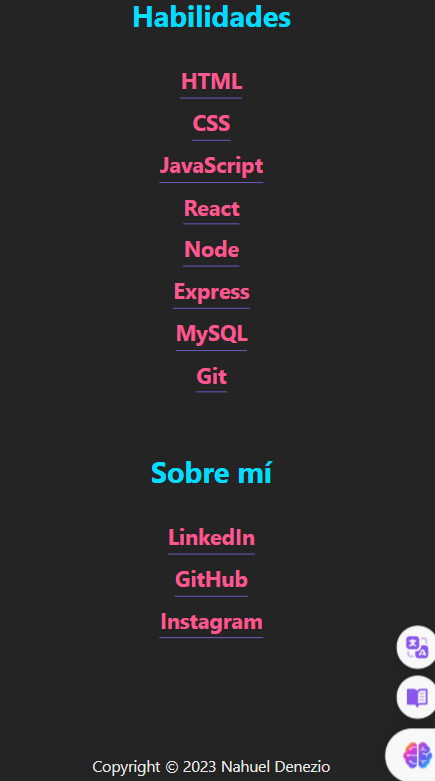 Habilidades
HTML
CSS
JavaScript
React
Node
Express
MySQL
Git
Sobre mí
LinkedIn
GitHub
Instagram
Copyright © 2023 Nahuel Denezio